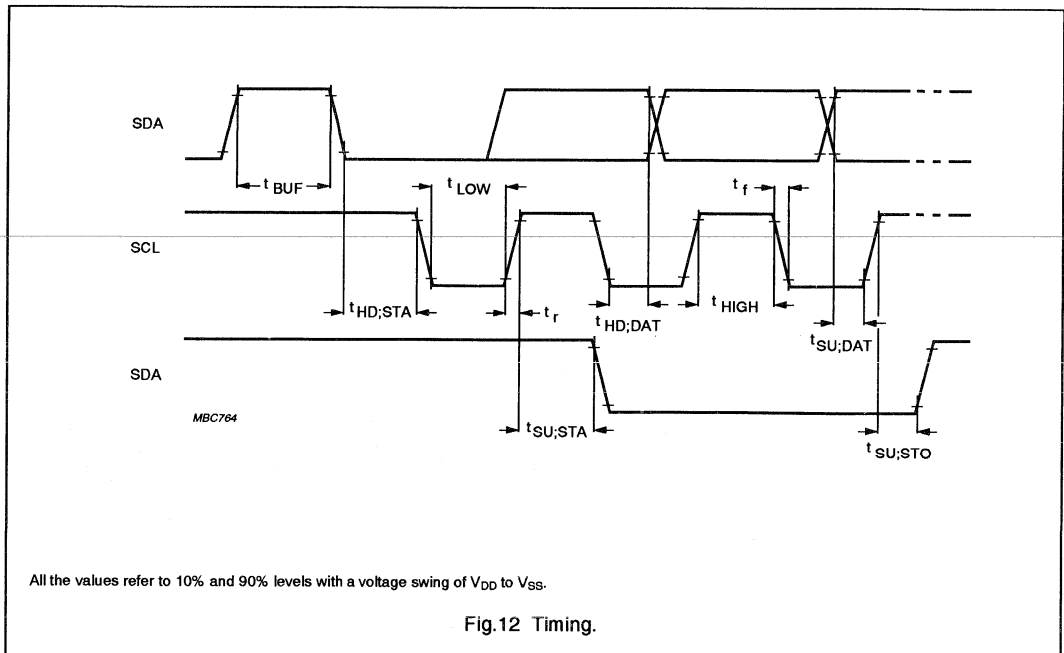 SDA
t BUF
t LOW
t f
SCL
t HD;STA
t r
t HD;DAT
t HIGH
t SU;DAT
SDA
MBC764
t SU;STA
t SU;STO
All the values refer to 10% and 90% levels with a voltage swing of VDD to VSS.
Fig.12 Timing.